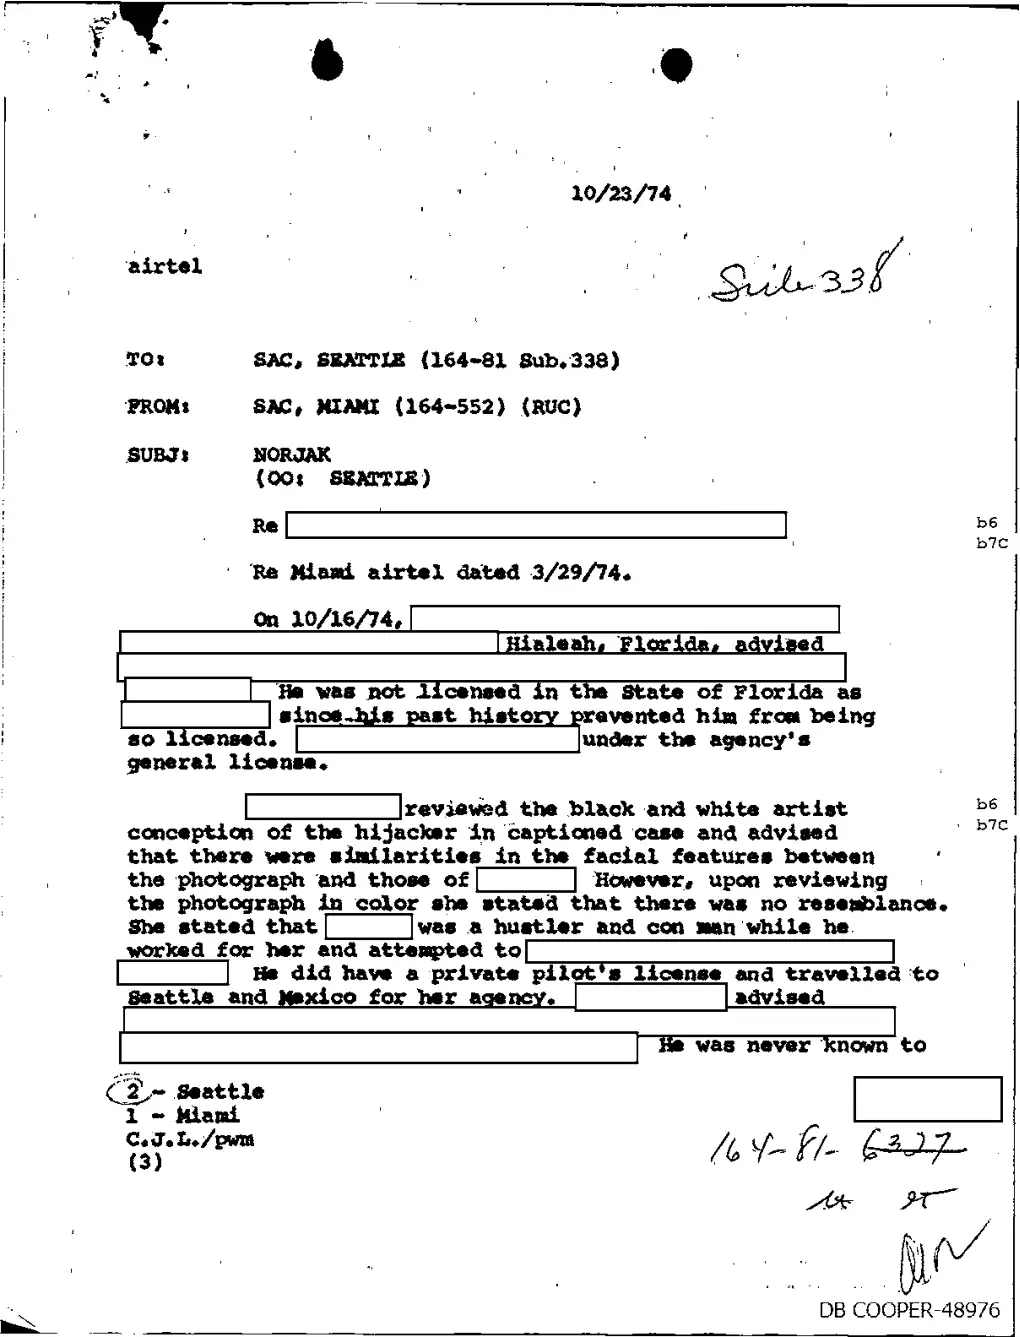 10/23/74
airtel
TO: SAC, SEATTLE (164-81 Sub.338)
FROM: SAC, MIAMI (164-552) (RUC)
SUBJ: NORJAK
(OO: SEATTLE)
Re
b6
b7C
Re Miami airtel dated 3/29/74.
On 10/16/74,
Hialeah, Florida, advised
He was not licensed in the State of Florida as
since his past history prevented him from being
so licensed. under the agency's
general license.
reviewed the black and white artist
b6
b7C
conception of the hijacker in captioned case and advised
that there were similarities in the facial features between
the photograph and those of However, upon reviewing
the photograph in color she stated that there was no resemblance.
She stated that was a hustler and con man while he
worked for her and attempted to
He did have a private pilot's license and travelled to
Seattle and Mexico for her agency. advised
He was never known to
2 - Seattle
1 - Miami
C.J.L./pwm
(3)
164-81-6327
DB COOPER-48976